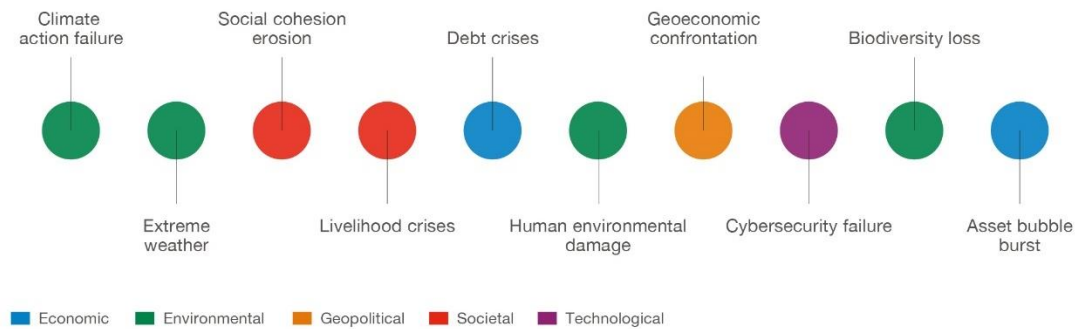 Climate
action failure
Social cohesion
erosion
Debt crises
Geoeconomic
confrontation
Biodiversity loss
Extreme
weather
Livelihood crises
Human environmental
damage
Cybersecurity failure
Asset bubble
burst
Economic
Environmental
Geopolitical
Societal
Technological